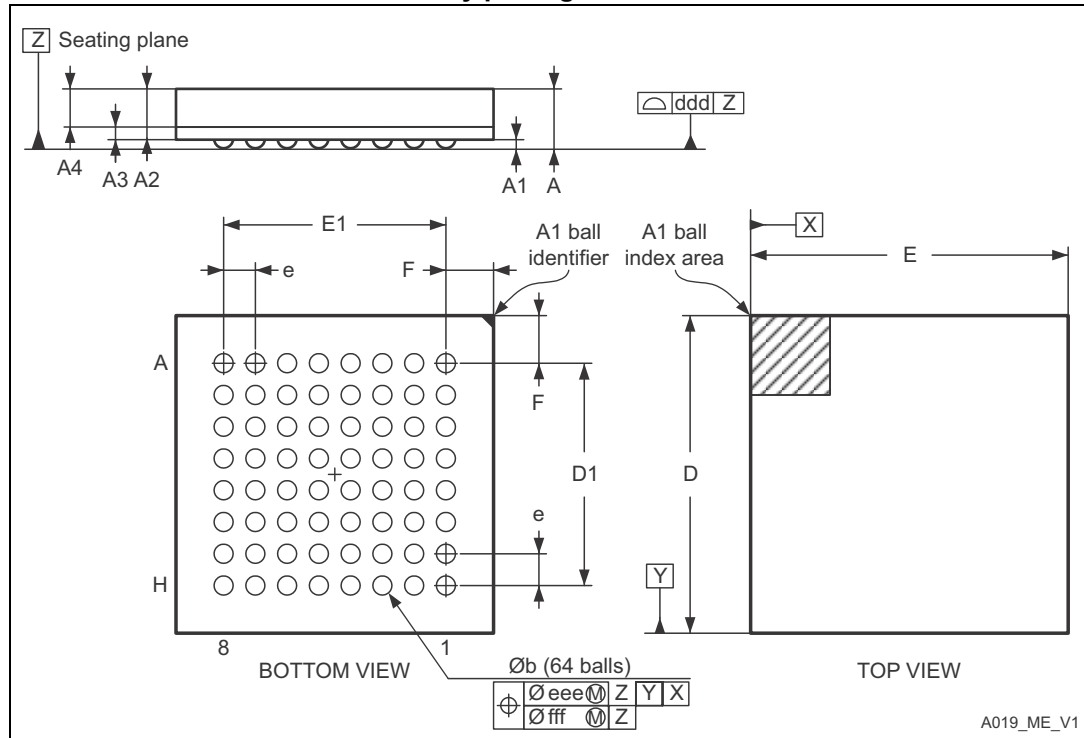 Z Seating plane
ddd Z
A4 A3 A2 A1 A
E1
e
F
A1 ball
identifier
A1 ball
index area
X
E
A
F
D1
D
e
H
Y
8
1
BOTTOM VIEW
Øb (64 balls)
TOP VIEW
Ø eee Ⓜ Z Y X
Ø fff Ⓜ Z
A019_ME_V1